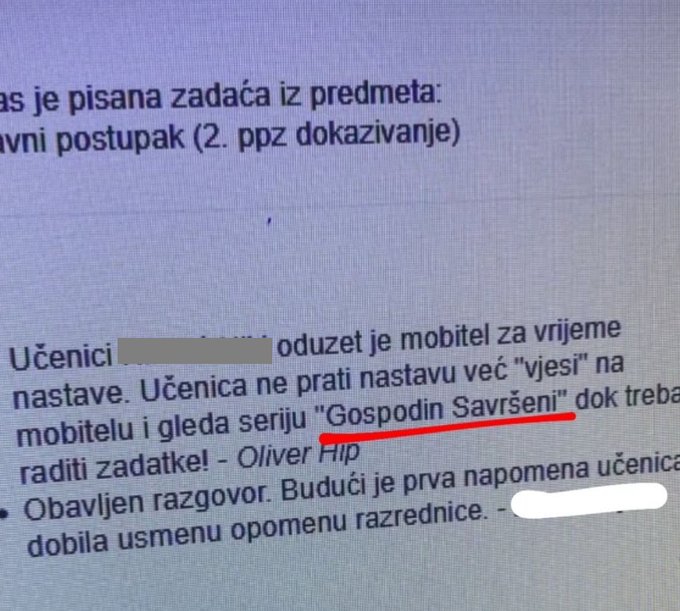 as je pisana zadaća iz predmeta:
avni postupak (2. ppz dokazivanje)
Učenici oduzet je mobitel za vrijeme
nastave. Učenica ne prati nastavu već "vjesi" na
mobitelu i gleda seriju "Gospodin Savršeni" dok treba
raditi zadatke! - Oliver Hip
• Obavljen razgovor. Budući je prva napomena učenica
dobila usmenu opomenu razrednice. -